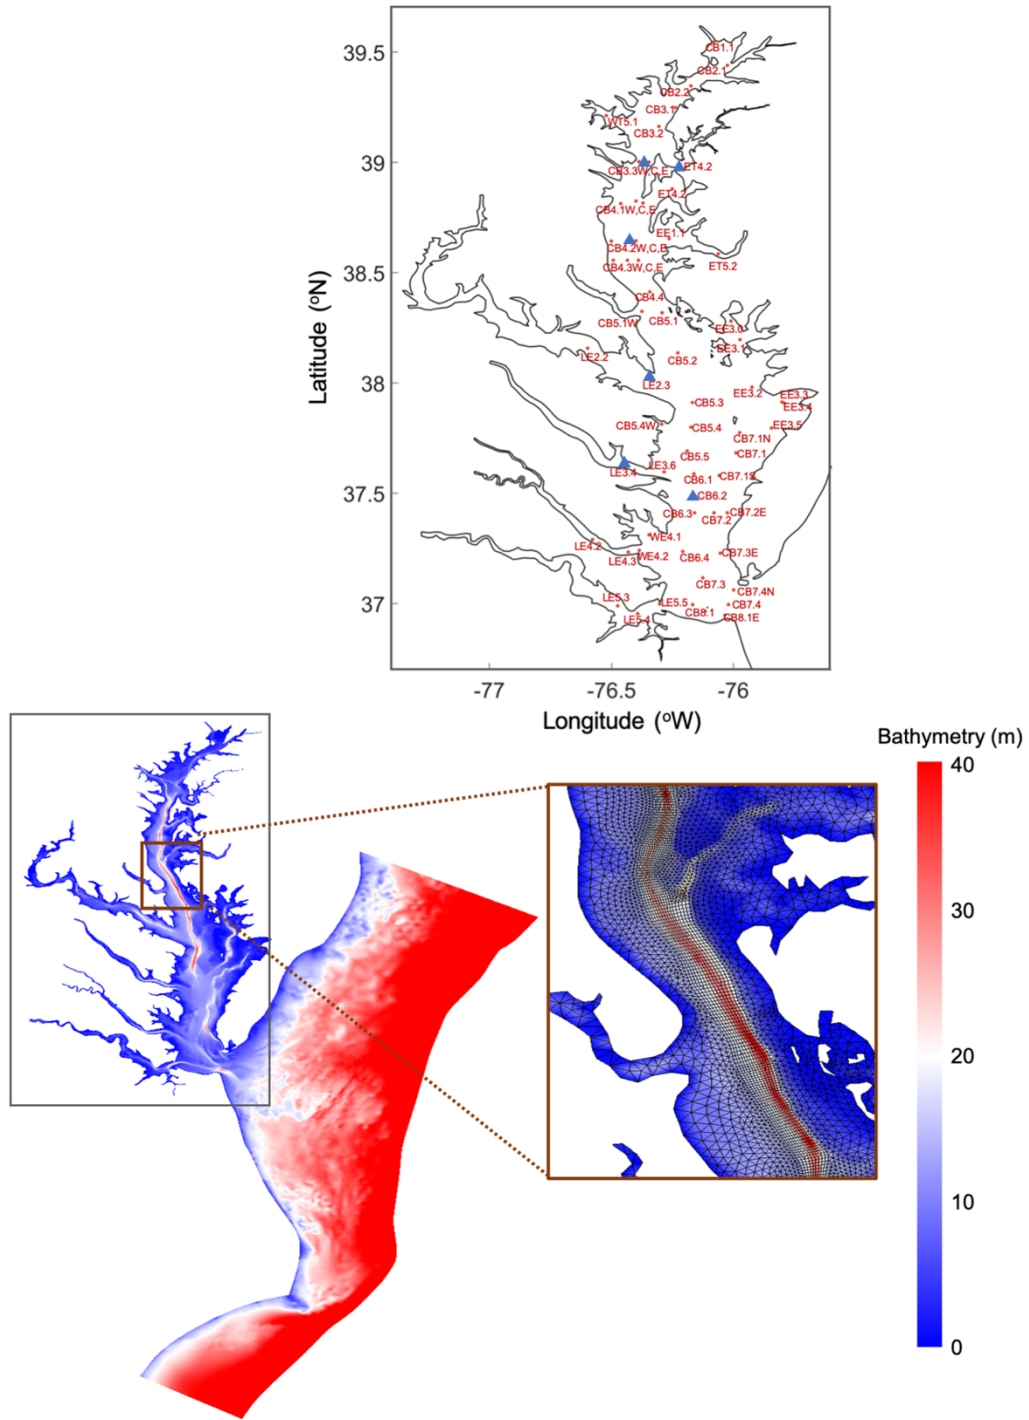 39.5
CB1.1
CB2.1
CB2.2
CB3.1
WT5.1
CB3.2
39
CB3.3W,C,E
ET4.2
ET4.2
CB4.1W,C,E
EE1.1
CB4.2W,C,E
CB4.3W,C,E
ET5.2
38.5
CB4.4
CB5.1W
CB5.1
EE3.0
EE3.1
LE2.2
CB5.2
Latitude (°N)
38
LE2.3
EE3.2
EE3.3
CB5.3
EE3.4
CB5.4W
CB5.4
EE3.5
CB7.1N
CB5.5
CB7.1
LE3.4
LE3.6
CB6.1
CB7.1S
37.5
CB6.2
CB6.3
CB7.2
CB7.2E
LE4.2
WE4.1
LE4.3
WE4.2
CB6.4
CB7.3E
CB7.3
CB7.4N
37
LE5.3
LE5.5
CB7.4
LE5.4
CB8.1
CB8.1E
-77
-76.5
-76
Longitude (°W)
Bathymetry (m)
40
30
20
10
0